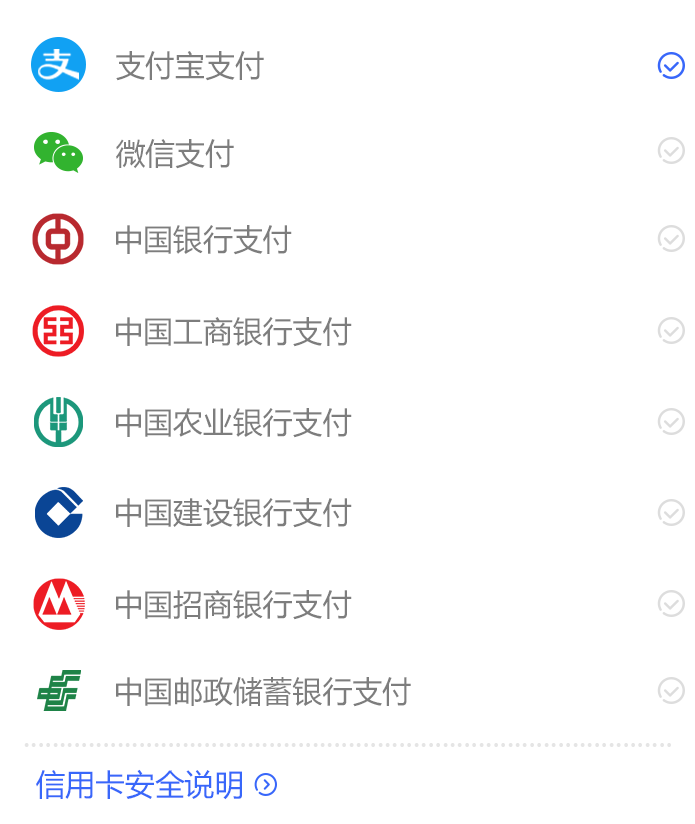 支付宝支付
微信支付
中国银行支付
中国工商银行支付
中国农业银行支付
中国建设银行支付
中国招商银行支付
中国邮政储蓄银行支付
信用卡安全说明